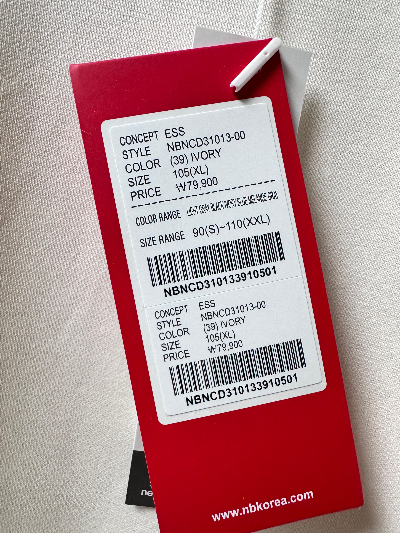 CONCEPT ESS
STYLE NBNCD31013-00
COLOR (39) IVORY
SIZE 105(XL)
PRICE ₩79,900
COLOR RANGE
SIZE RANGE 90(S)~110(XXL)
NBNCD310133910501
CONCEPT ESS
STYLE NBNCD31013-00
COLOR (39) IVORY
SIZE 105(XL)
PRICE ₩79,900
NBNCD310133910501
ne
www.nbkorea.com